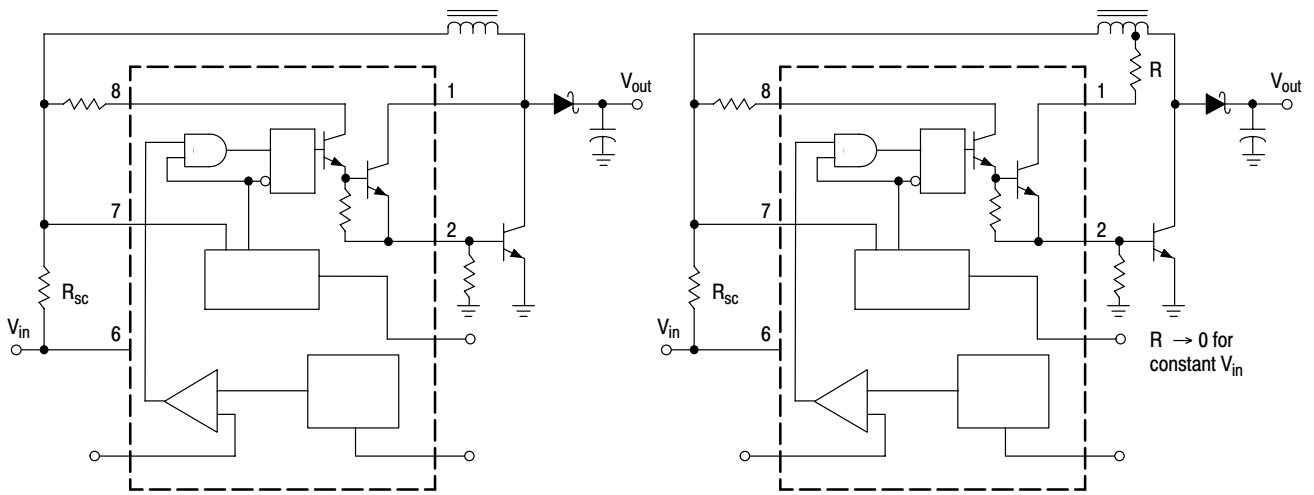 8
1
V_out
7
2
R_sc
V_in
6
R
8
1
V_out
7
2
R_sc
V_in
6
R → 0 for
constant V_in